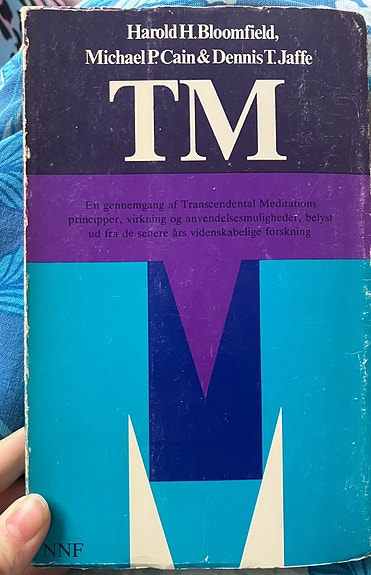 Harold H. Bloomfield,
Michael P. Cain & Dennis T. Jaffe
TM
En gennemgang af Transcendental Meditations
principper, virkning og anvendelsesmuligheder, belyst
ud fra de senere års videnskabelige forskning
NNF